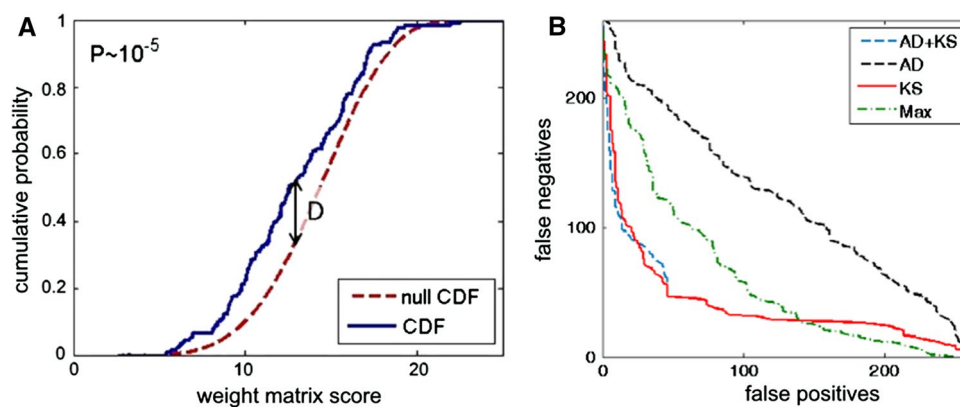 A
P~10-5
cumulative probability
1
0.8
0.6
0.4
0.2
0
D
null CDF
CDF
0
10
20
weight matrix score
B
false negatives
200
100
0
AD+KS
AD
KS
Max
0
100
200
false positives